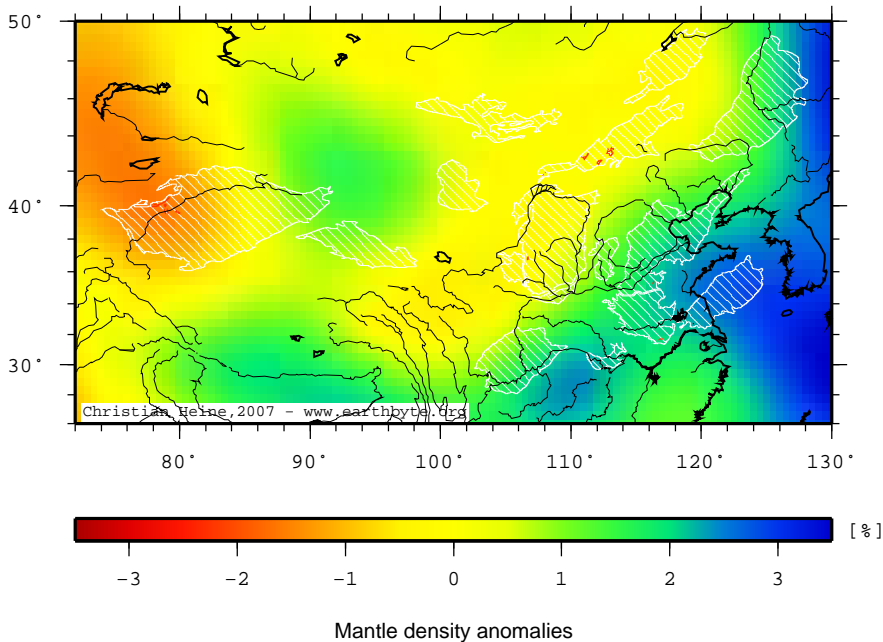 50°
40°
30°
Christian Heine,2007 - www.earthbyte.org
80° 90° 100° 110° 120° 130°
[%]
−3 −2 −1 0 1 2 3
Mantle density anomalies